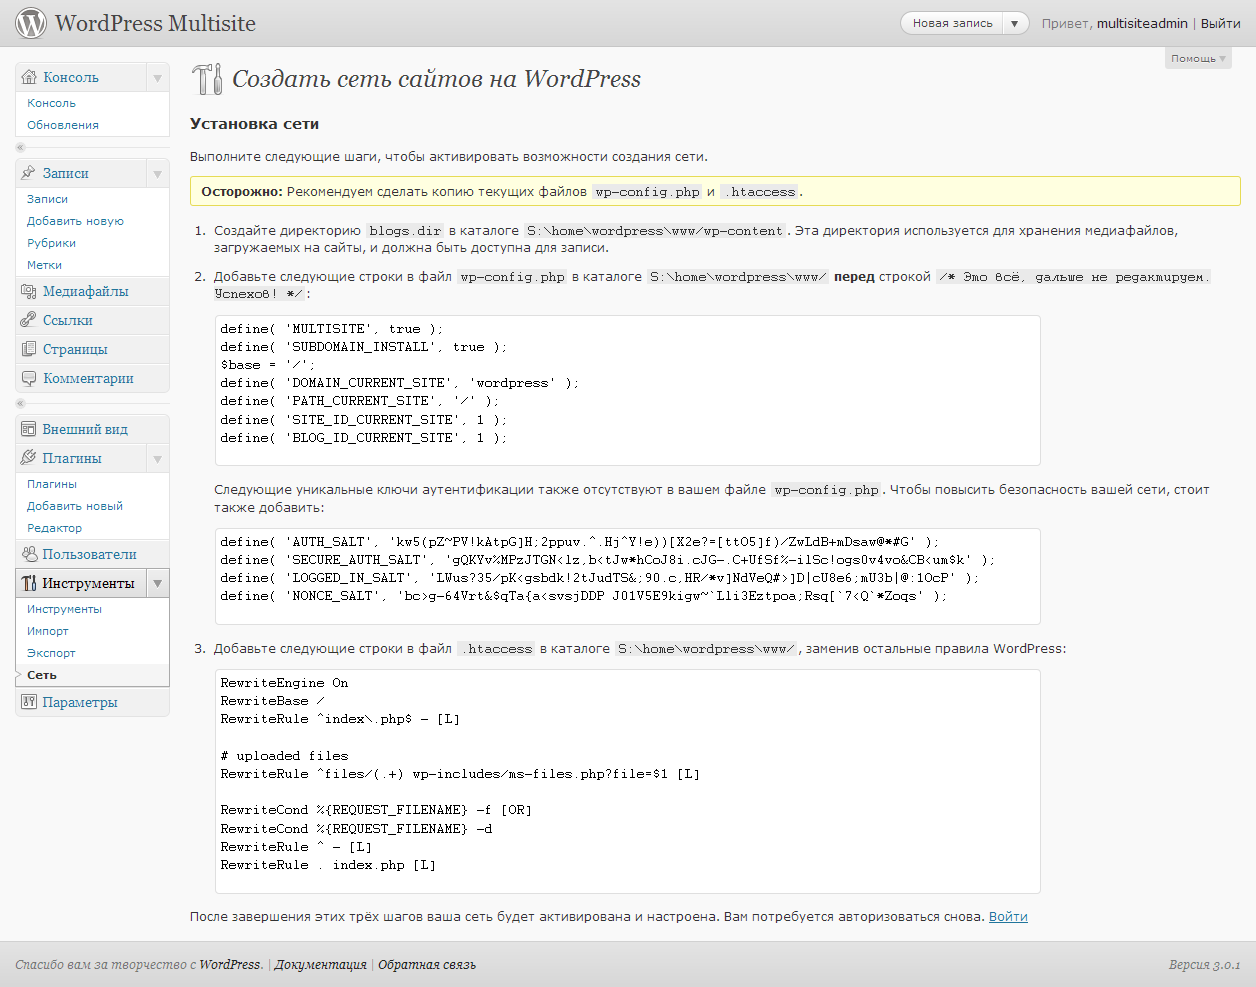 WordPress Multisite
Новая запись
Привет, multisiteadmin | Выйти
Помощь
Консоль
Консоль
Обновления
Записи
Записи
Добавить новую
Рубрики
Метки
Медиафайлы
Ссылки
Страницы
Комментарии
Внешний вид
Плагины
Плагины
Добавить новый
Редактор
Пользователи
Инструменты
Инструменты
Импорт
Экспорт
Сеть
Параметры
Создать сеть сайтов на WordPress
Установка сети
Выполните следующие шаги, чтобы активировать возможности создания сети.
Осторожно: Рекомендуем сделать копию текущих файлов wp-config.php и .htaccess.
1. Создайте директорию blogs.dir в каталоге S:\home\wordpress\www/wp-content. Эта директория используется для хранения медиафайлов,
загружаемых на сайты, и должна быть доступна для записи.
2. Добавьте следующие строки в файл wp-config.php в каталоге S:\home\wordpress\www/ перед строкой /* Это всё, дальше не редактируем.
Успехов! */:
define( 'MULTISITE', true );
define( 'SUBDOMAIN_INSTALL', true );
$base = '/';
define( 'DOMAIN_CURRENT_SITE', 'wordpress' );
define( 'PATH_CURRENT_SITE', '/' );
define( 'SITE_ID_CURRENT_SITE', 1 );
define( 'BLOG_ID_CURRENT_SITE', 1 );
Следующие уникальные ключи аутентификации также отсутствуют в вашем файле wp-config.php. Чтобы повысить безопасность вашей сети, стоит
также добавить:
define( 'AUTH_SALT', 'kw5(pZ~PV!kAtpG]H;2ppuv.^.Hj^Y!e))[X2e?=[ttO5]f)/ZwLdB+mDsaw@*#G' );
define( 'SECURE_AUTH_SALT', 'gQKYv%MPzJTGN<lz,b<tJw*hCoJ8i.cJG-.C+UfSf%-ilSc!ogs0v4vo&CB<um$k' );
define( 'LOGGED_IN_SALT', 'LWus?35/pK<gsbdk!2tJudTS&;90.c,HR/*v]NdVeQ#>]D|cU8e6;mU3b|@:1OcP' );
define( 'NONCE_SALT', 'bc>g-64Vrt&$qTa{a<svsjDDP J01V5E9kigw~`Lli3Eztpoa;Rsq[`7<Q`*Zoqs' );
3. Добавьте следующие строки в файл .htaccess в каталоге S:\home\wordpress\www/, заменив остальные правила WordPress:
RewriteEngine On
RewriteBase /
RewriteRule ^index\.php$ - [L]
# uploaded files
RewriteRule ^files/(.+) wp-includes/ms-files.php?file=$1 [L]
RewriteCond %{REQUEST_FILENAME} -f [OR]
RewriteCond %{REQUEST_FILENAME} -d
RewriteRule ^ - [L]
RewriteRule . index.php [L]
После завершения этих трёх шагов ваша сеть будет активирована и настроена. Вам потребуется авторизоваться снова. Войти
Спасибо вам за творчество с WordPress. | Документация | Обратная связь
Версия 3.0.1